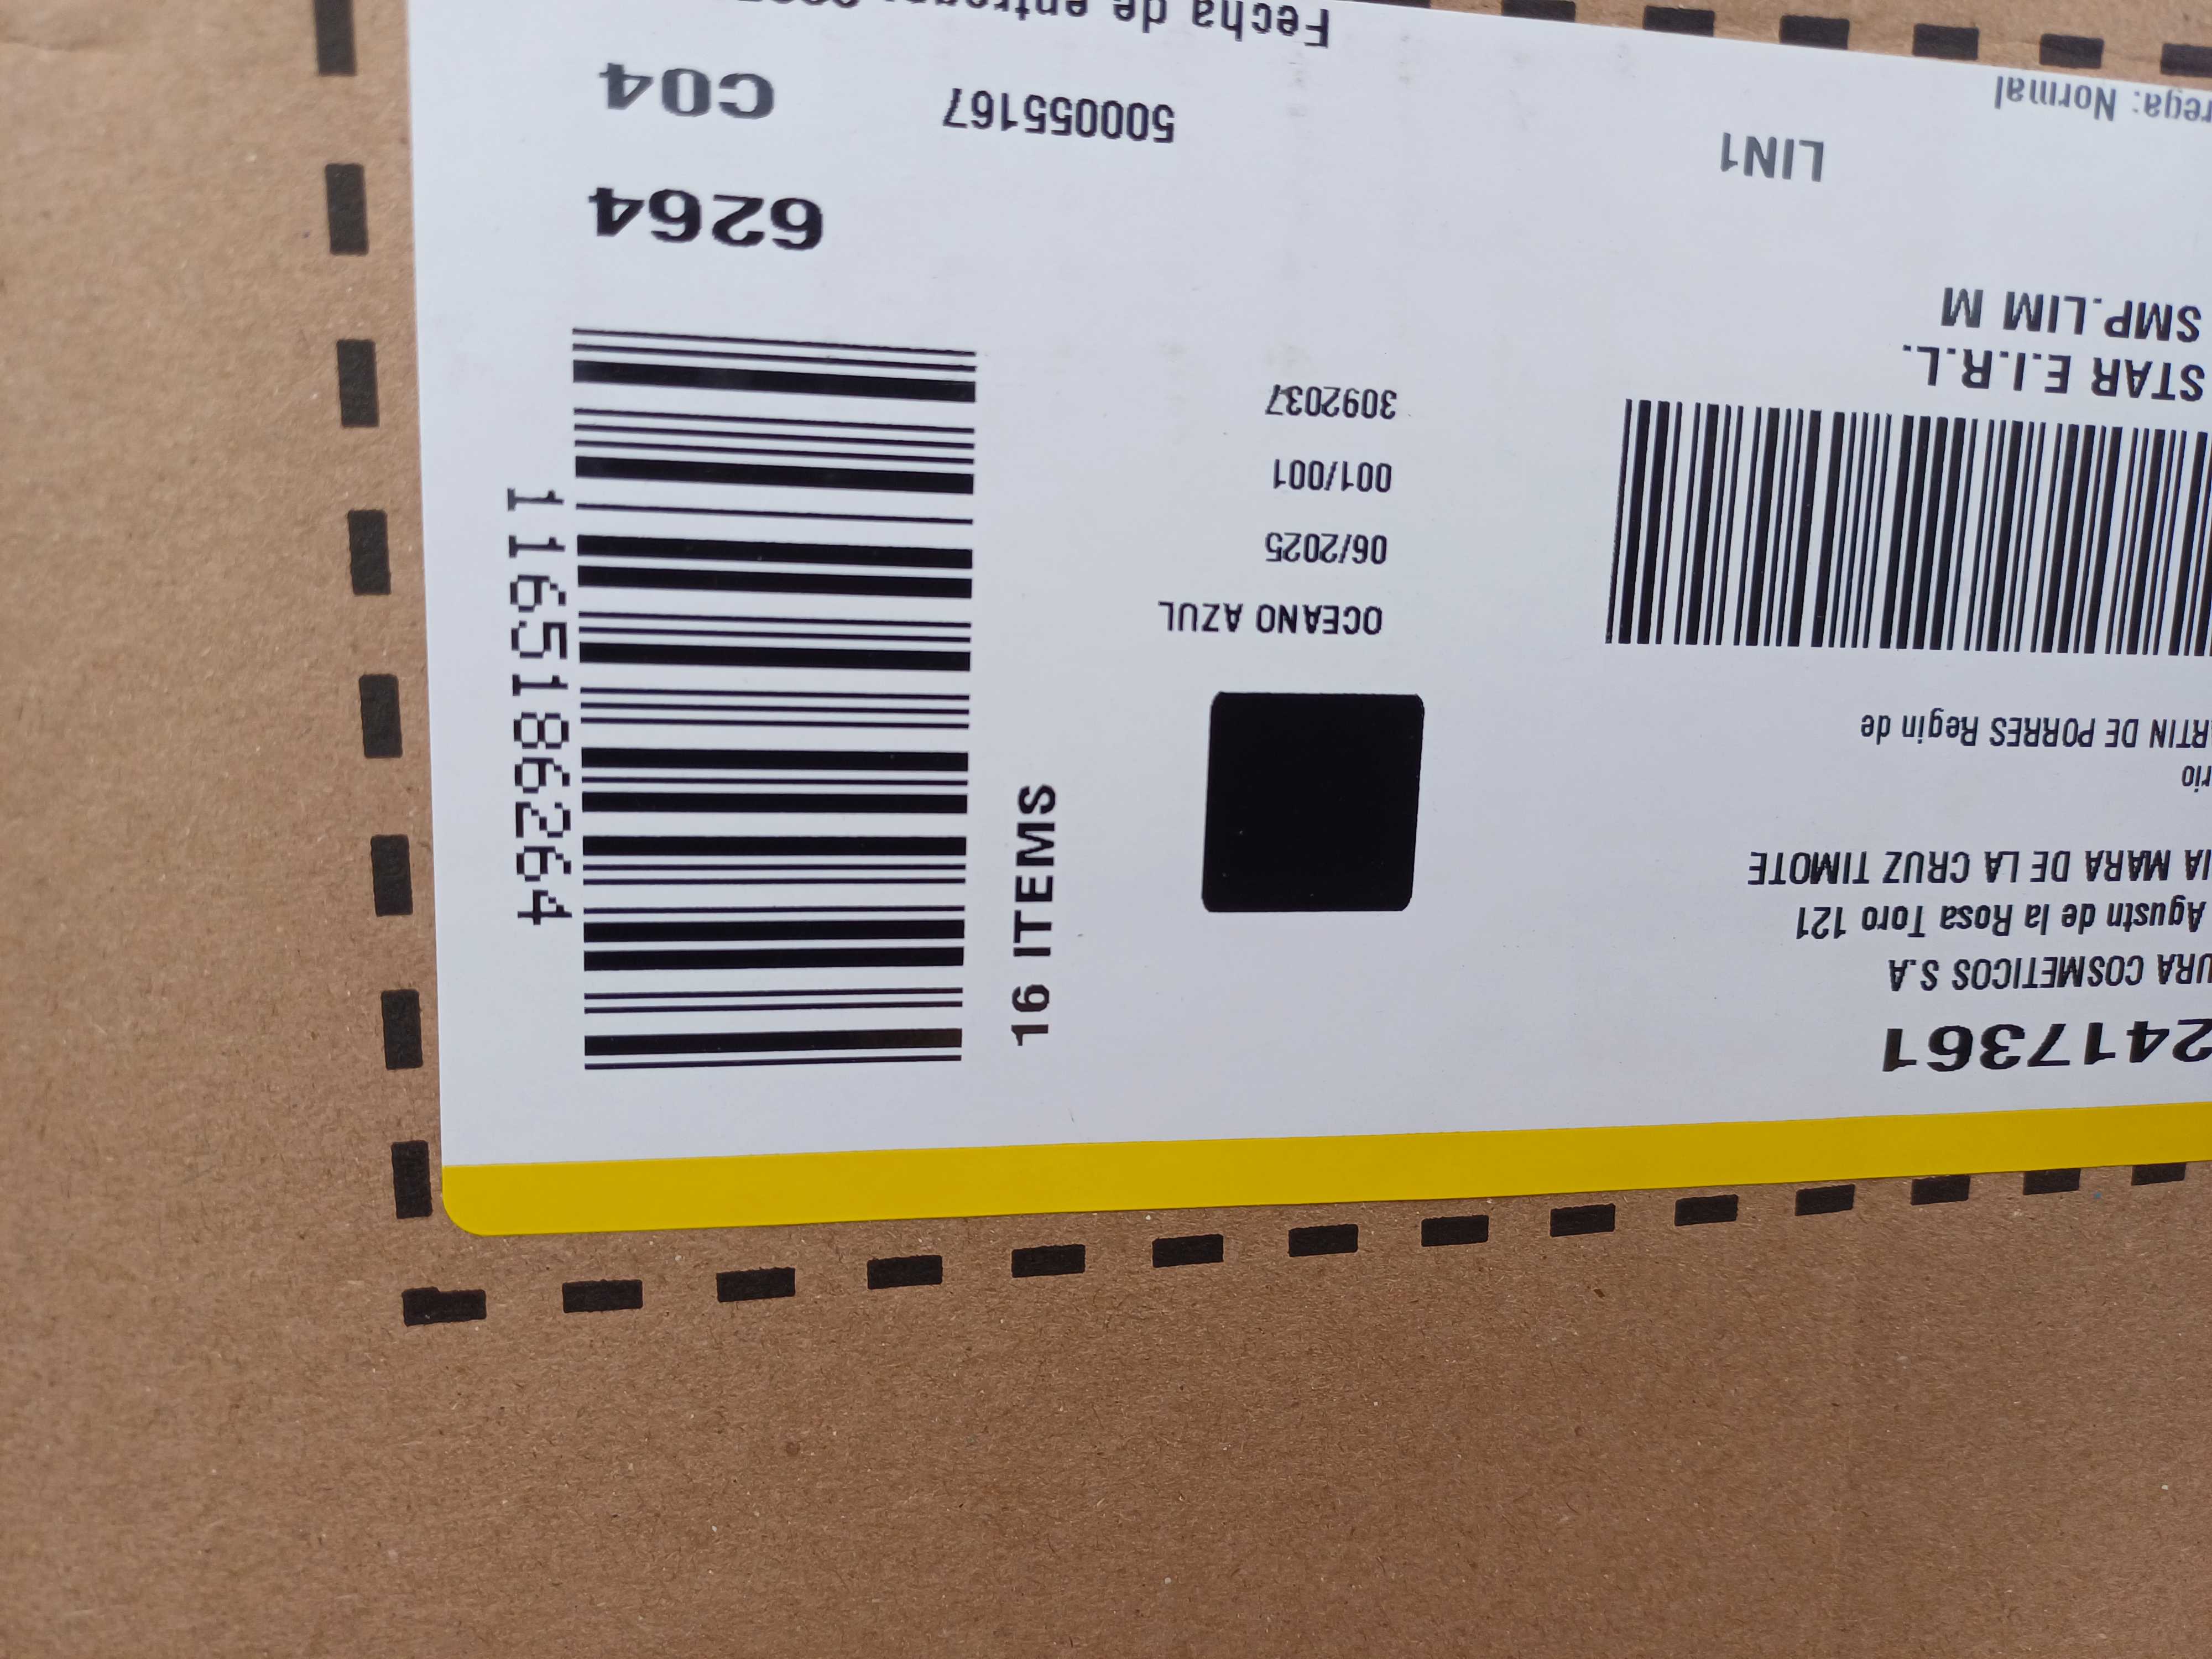 2417361
URA COSMETICOS S.A
Agustn de la Rosa Toro 121
IA MARA DE LA CRUZ TIMOTE
rio
RTIN DE PORRES Regin de
STAR E.I.R.L.
SMP.LIM M
LIN1
rega: Normal
OCEANO AZUL
06/2025
001/001
3092037
16 ITEMS
1165186264
6264
500055167
C04
Fecha de entrega: